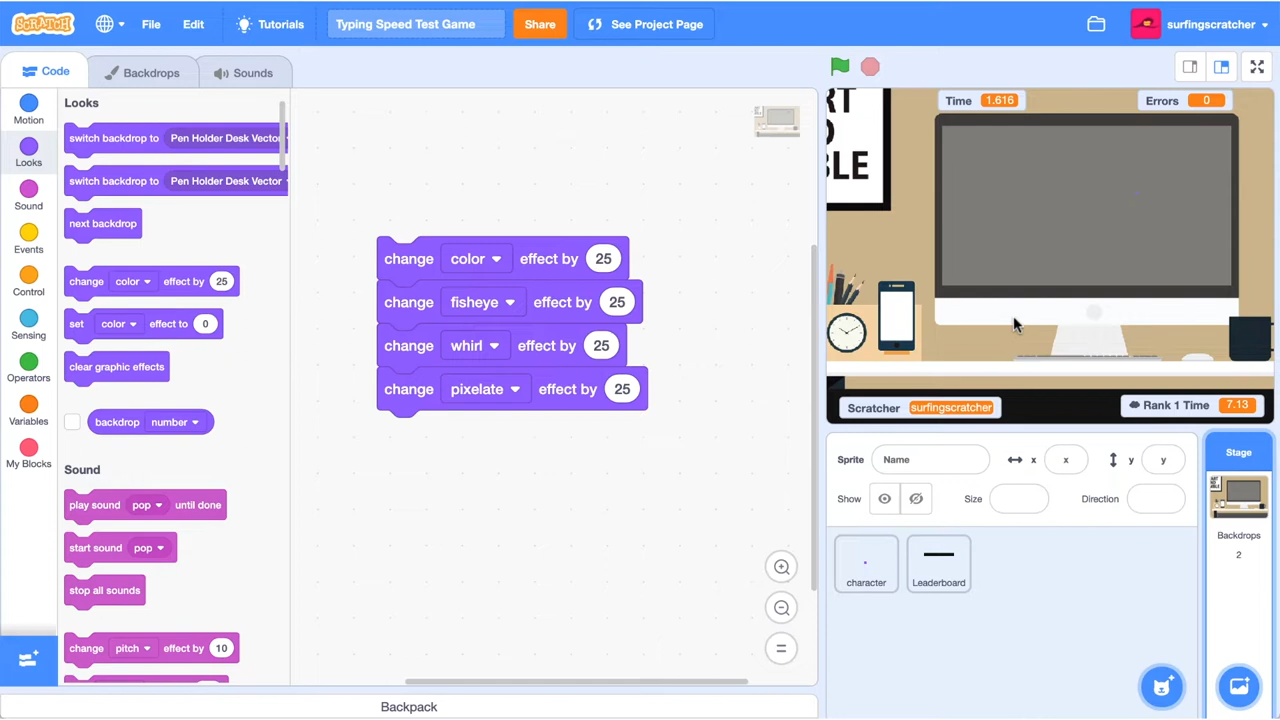 SCRATCH
File
Edit
Tutorials
Typing Speed Test Game
Share
See Project Page
surfingscratcher
Code
Backdrops
Sounds
Motion
Looks
Sound
Events
Control
Sensing
Operators
Variables
My Blocks
Looks
switch backdrop to Pen Holder Desk Vector
switch backdrop to Pen Holder Desk Vector
next backdrop
change color effect by 25
set color effect to 0
clear graphic effects
backdrop number
Sound
play sound pop until done
start sound pop
stop all sounds
change pitch effect by 10
change color effect by 25
change fisheye effect by 25
change whirl effect by 25
change pixelate effect by 25
Backpack
Time 1.616
Errors 0
BLE
Scratcher surfingscratcher
Rank 1 Time 7.13
Sprite Name
x x
y y
Show
Size
Direction
character
Leaderboard
Stage
Backdrops
2